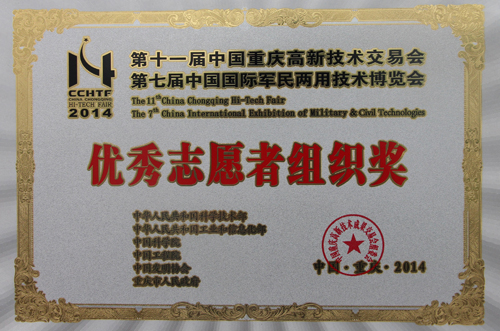 CCHTF
CHINA CHONGQING
HI-TECH FAIR
2014
第十一届中国重庆高新技术交易会
第七届中国国际军民两用技术博览会
The 11th China Chongqing Hi-Tech Fair
The 7th China International Exhibition of Military & Civil Technologies
优秀志愿者组织奖
中华人民共和国科学技术部
中华人民共和国工业和信息化部
中国科学院
中国工程院
中国发明协会
重庆市人民政府
中国·重庆·2014